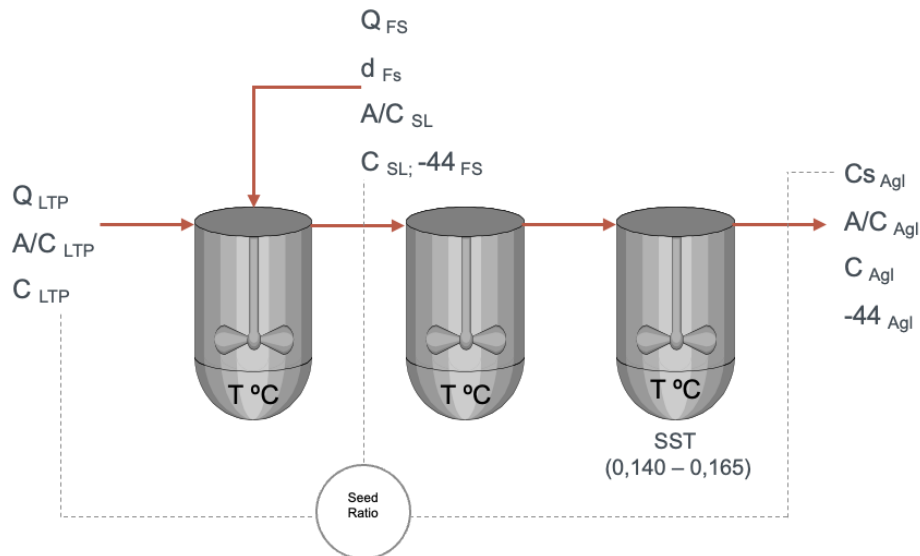 Q FS
d Fs
A/C SL
C SL; -44 FS
Q LTP
A/C LTP
C LTP
Cs Agl
A/C Agl
C Agl
-44 Agl
T ºC
T ºC
T ºC
SST
(0,140 – 0,165)
Seed
Ratio